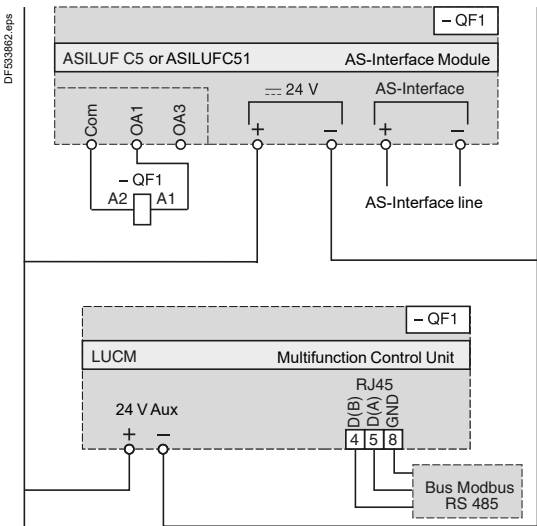 DF533862.eps
– QF1
ASILUF C5 or ASILUFC51 AS-Interface Module
24 V AS-Interface
Com OA1 OA3
+ – + –
– QF1
A2 A1
AS-Interface line
– QF1
LUCM Multifunction Control Unit
RJ45
24 V Aux
D(B) D(A) GND
+ –
4 5 8
Bus Modbus
RS 485